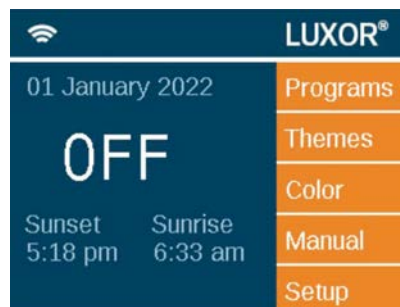 LUXOR®
01 January 2022
OFF
Sunset Sunrise
5:18 pm 6:33 am
Programs
Themes
Color
Manual
Setup